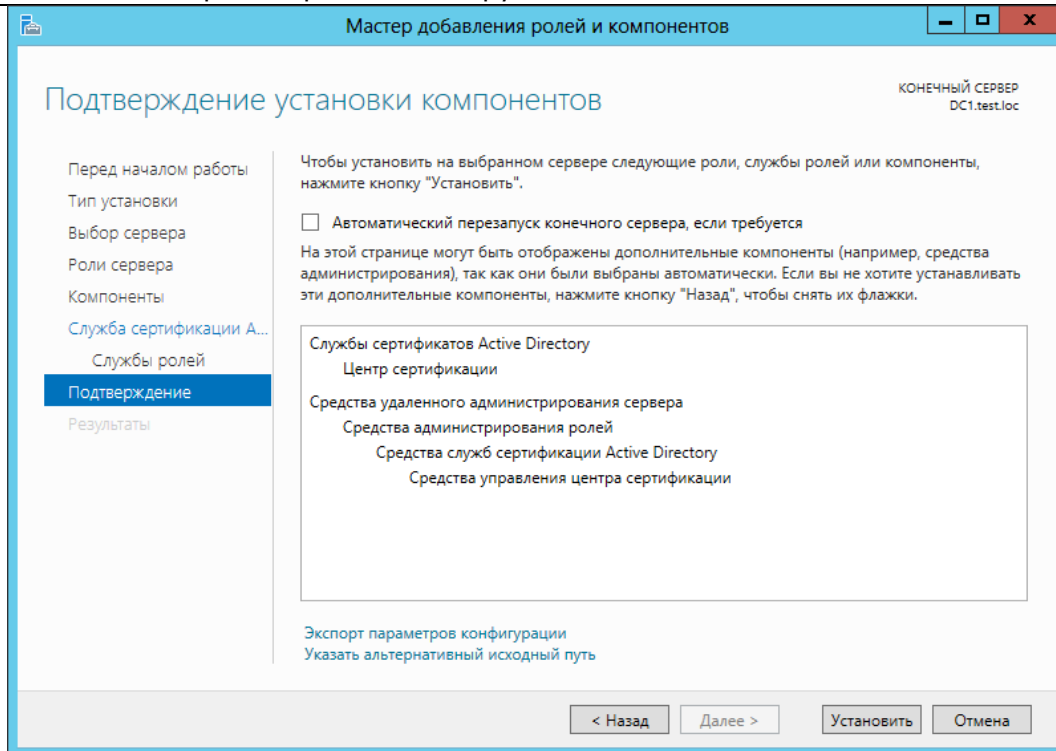 Мастер добавления ролей и компонентов
Подтверждение установки компонентов
КОНЕЧНЫЙ СЕРВЕР
DC1.test.loc
Перед началом работы
Тип установки
Выбор сервера
Роли сервера
Компоненты
Служба сертификации A...
Службы ролей
Подтверждение
Результаты
Чтобы установить на выбранном сервере следующие роли, службы ролей или компоненты,
нажмите кнопку "Установить".
Автоматический перезапуск конечного сервера, если требуется
На этой странице могут быть отображены дополнительные компоненты (например, средства
администрирования), так как они были выбраны автоматически. Если вы не хотите устанавливать
эти дополнительные компоненты, нажмите кнопку "Назад", чтобы снять их флажки.
Службы сертификатов Active Directory
Центр сертификации
Средства удаленного администрирования сервера
Средства администрирования ролей
Средства служб сертификации Active Directory
Средства управления центра сертификации
Экспорт параметров конфигурации
Указать альтернативный исходный путь
< Назад
Далее >
Установить
Отмена